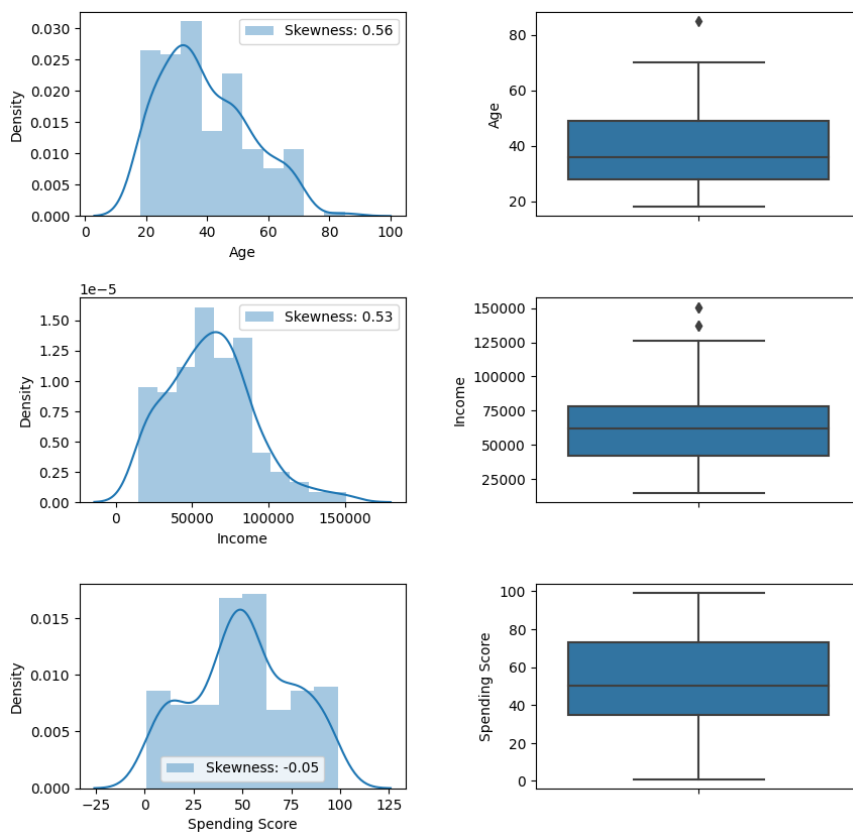 0.030
0.025
0.020
0.015
0.010
0.005
0.000
Density
Skewness: 0.56
0 20 40 60 80 100
Age
80
60
40
20
Age
1e−5
1.50
1.25
1.00
0.75
0.50
0.25
0.00
Density
Skewness: 0.53
0 50000 100000 150000
Income
150000
125000
100000
75000
50000
25000
Income
0.015
0.010
0.005
0.000
Density
Skewness: -0.05
−25 0 25 50 75 100 125
Spending Score
100
80
60
40
20
0
Spending Score